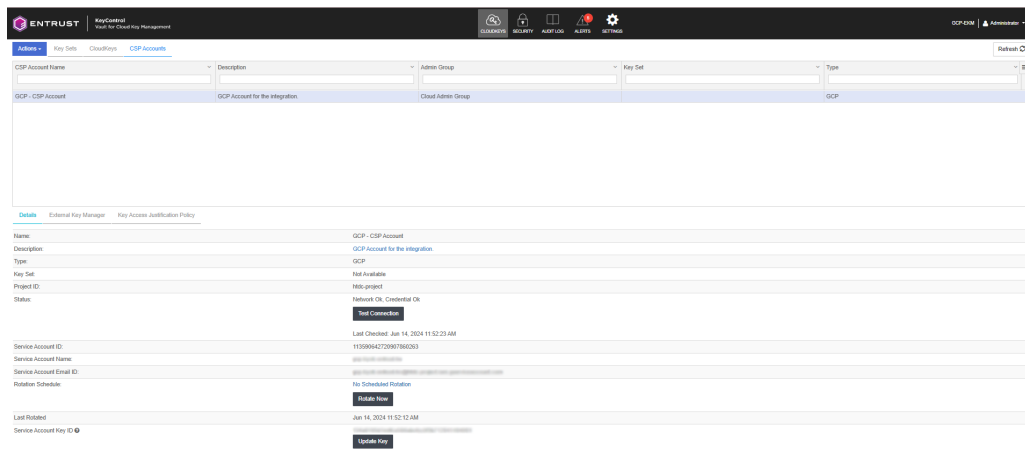 ENTRUST
KeyControl
Vault for Cloud Key Management
CLOUDKEYS SECURITY AUDIT LOG ALERTS SETTINGS
GCP-EKM Administrator
Actions Key Sets CloudKeys CSP Accounts Refresh
CSP Account Name Description Admin Group Key Set Type
GCP - CSP Account GCP Account for the integration. Cloud Admin Group GCP
Details External Key Manager Key Access Justification Policy
Name: GCP - CSP Account
Description: GCP Account for the integration.
Type: GCP
Key Set: Not Available
Project ID: htdc-project
Status: Network Ok, Credential Ok
Test Connection
Last Checked: Jun 14, 2024 11:52:23 AM
Service Account ID: 113590642720907860263
Service Account Name:
Service Account Email ID:
Rotation Schedule: No Scheduled Rotation
Rotate Now
Last Rotated Jun 14, 2024 11:52:12 AM
Service Account Key ID
Update Key